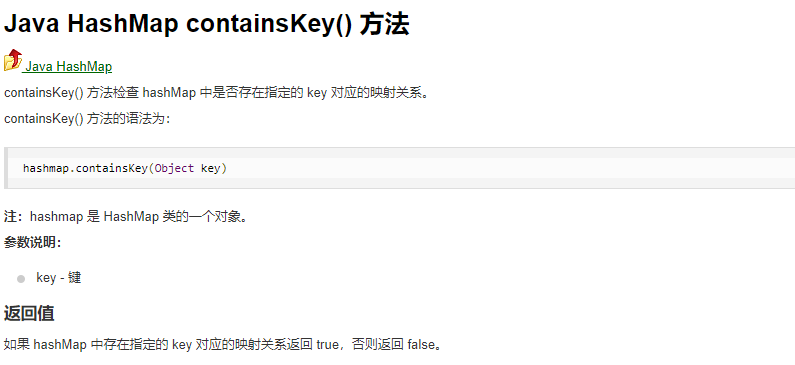 Java HashMap containsKey() 方法
Java HashMap
containsKey() 方法检查 hashMap 中是否存在指定的 key 对应的映射关系。
containsKey() 方法的语法为：
hashmap.containsKey(Object key)
注：hashmap 是 HashMap 类的一个对象。
参数说明：
key - 键
返回值
如果 hashMap 中存在指定的 key 对应的映射关系返回 true，否则返回 false。